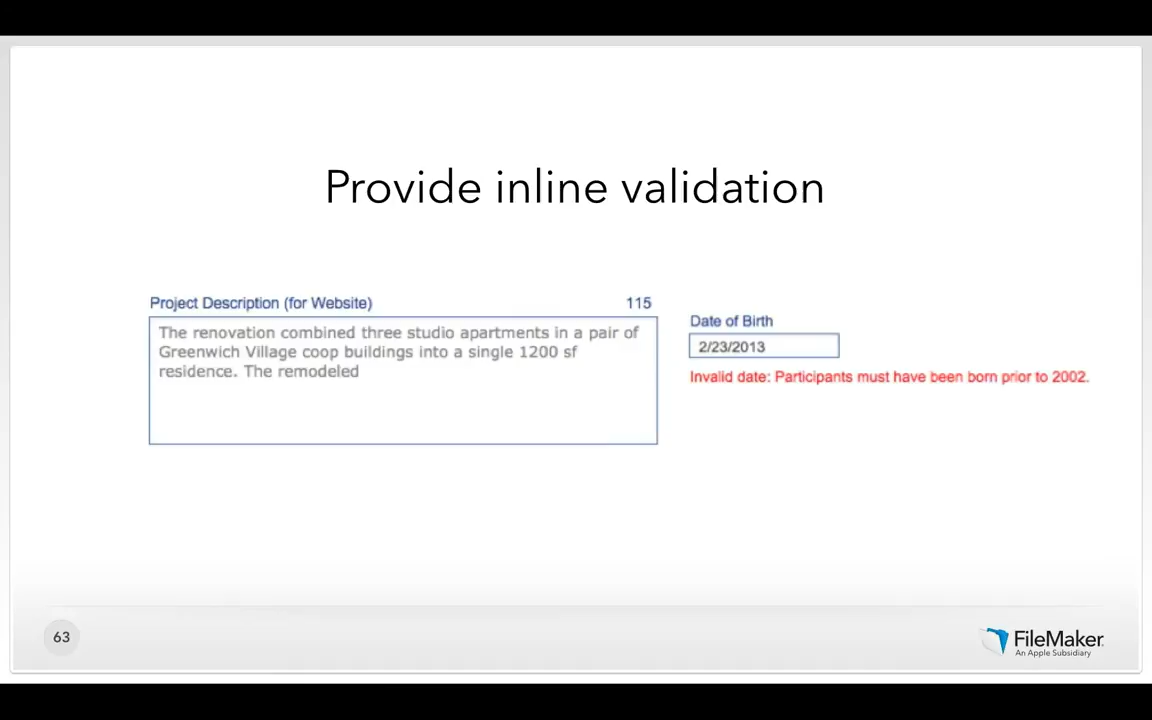 Provide inline validation
Project Description (for Website) 115
The renovation combined three studio apartments in a pair of
Greenwich Village coop buildings into a single 1200 sf
residence. The remodeled
Date of Birth
2/23/2013
Invalid date: Participants must have been born prior to 2002.
63
FileMaker
An Apple Subsidiary